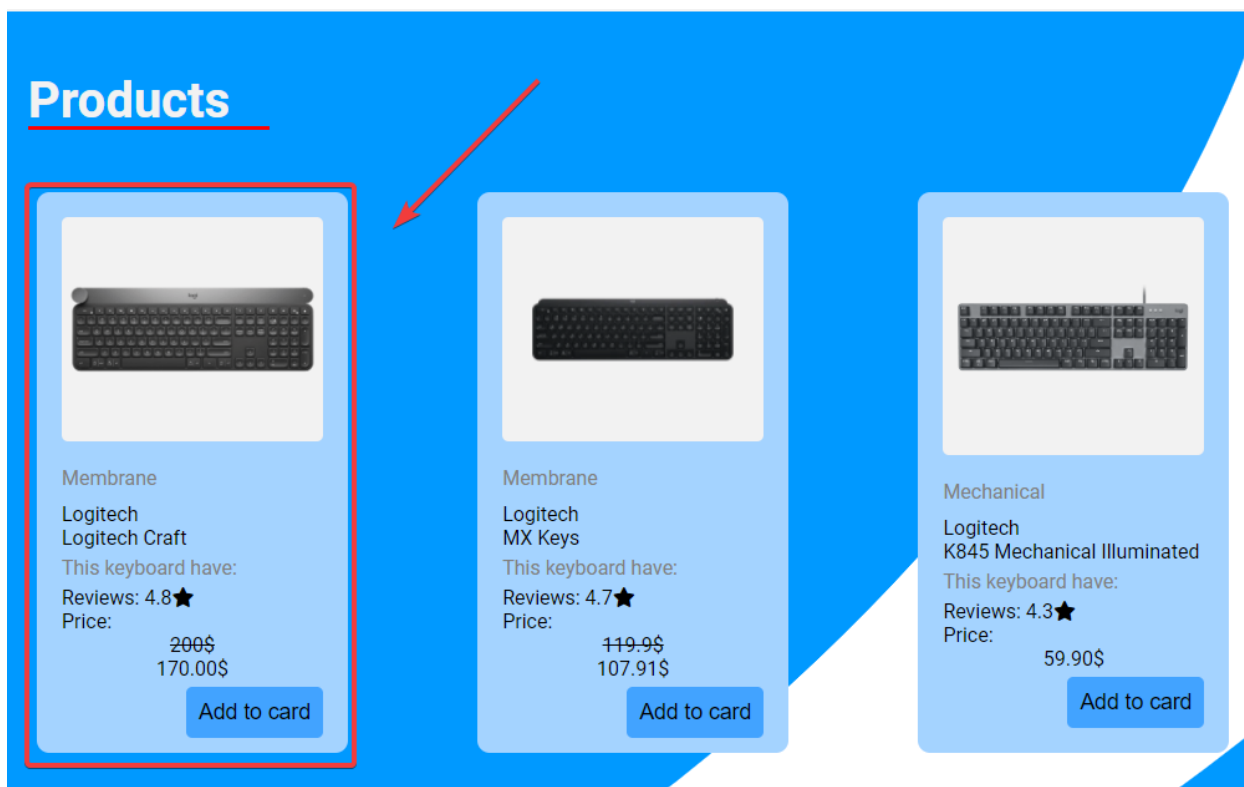 Products
Membrane
Logitech
Logitech Craft
This keyboard have:
Reviews: 4.8
Price:
200$
170.00$
Add to card
Membrane
Logitech
MX Keys
This keyboard have:
Reviews: 4.7
Price:
119.9$
107.91$
Add to card
Mechanical
Logitech
K845 Mechanical Illuminated
This keyboard have:
Reviews: 4.3
Price:
59.90$
Add to card